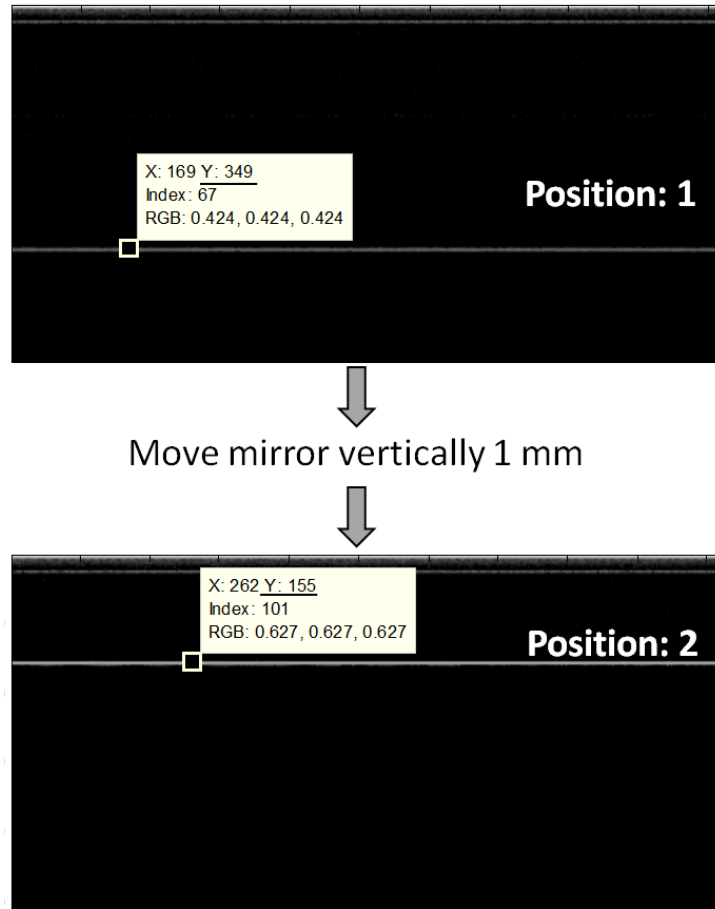 X: 169 Y: 349
Index: 67
RGB: 0.424, 0.424, 0.424
Position: 1
Move mirror vertically 1 mm
X: 262 Y: 155
Index: 101
RGB: 0.627, 0.627, 0.627
Position: 2